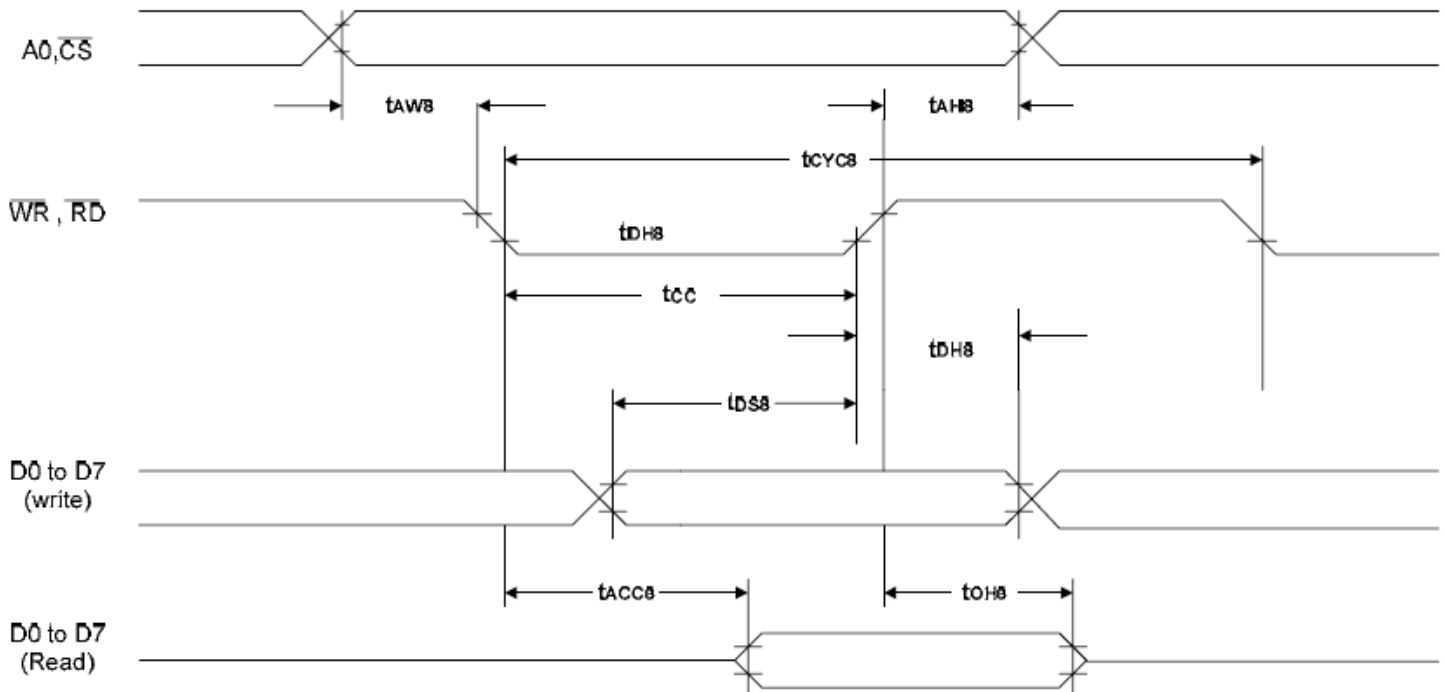 A0,CS
tAW8
tAH8
tCYC8
WR , RD
tDH8
tCC
tDH8
tDS8
D0 to D7
(write)
tACC8
tOH8
D0 to D7
(Read)